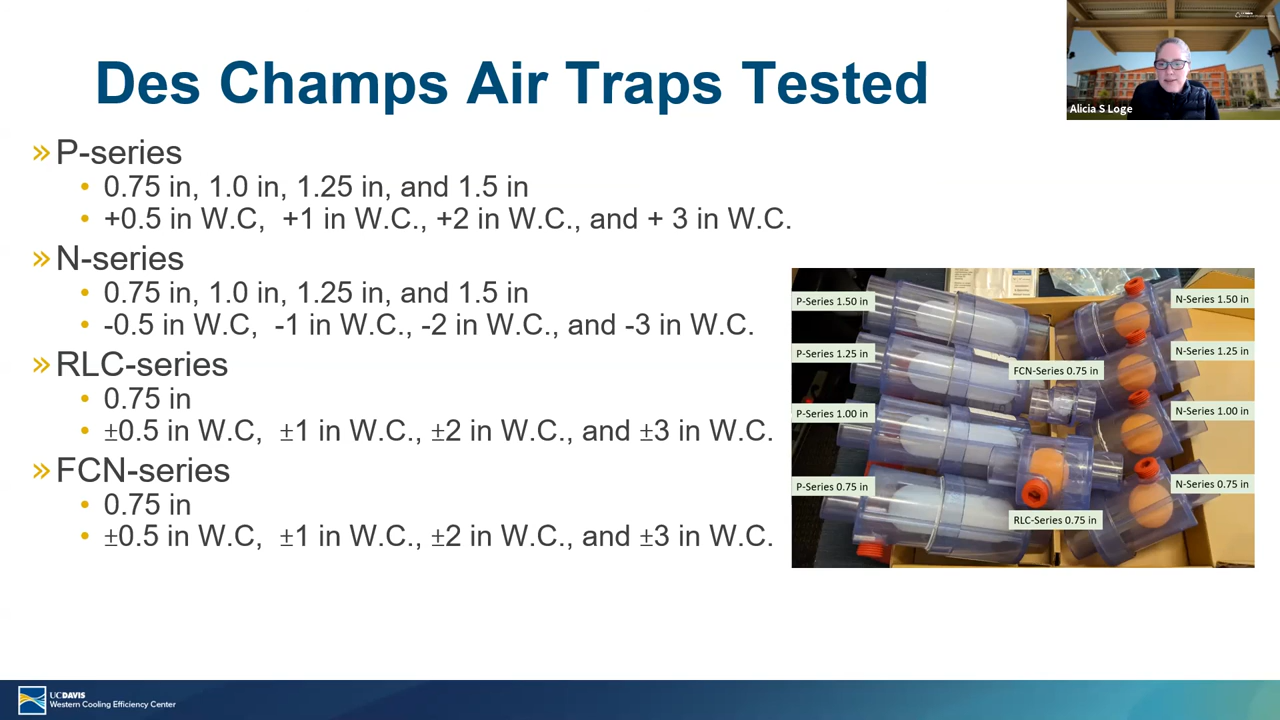 Des Champs Air Traps Tested
Alicia S Loge
» P-series
• 0.75 in, 1.0 in, 1.25 in, and 1.5 in
• +0.5 in W.C, +1 in W.C., +2 in W.C., and + 3 in W.C.
» N-series
• 0.75 in, 1.0 in, 1.25 in, and 1.5 in
• -0.5 in W.C, -1 in W.C., -2 in W.C., and -3 in W.C.
» RLC-series
• 0.75 in
• ±0.5 in W.C, ±1 in W.C., ±2 in W.C., and ±3 in W.C.
» FCN-series
• 0.75 in
• ±0.5 in W.C, ±1 in W.C., ±2 in W.C., and ±3 in W.C.
P-Series 1.50 in
N-Series 1.50 in
P-Series 1.25 in
N-Series 1.25 in
FCN-Series 0.75 in
P-Series 1.00 in
N-Series 1.00 in
P-Series 0.75 in
N-Series 0.75 in
RLC-Series 0.75 in
UCDAVIS
Western Cooling Efficiency Center